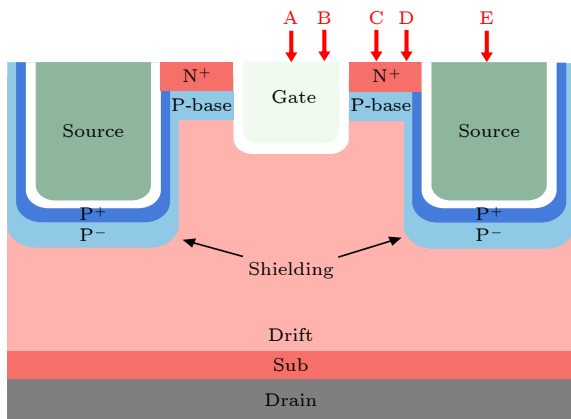 A B C D E
N⁺ N⁺
Gate
P-base P-base
Source Source
P⁺ P⁺
P⁻ P⁻
Shielding
Drift
Sub
Drain